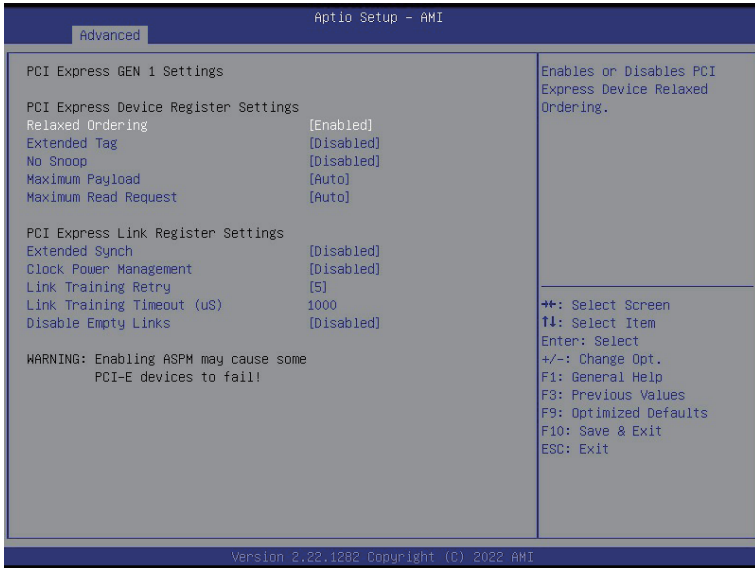 Aptio Setup – AMI
Advanced
PCI Express GEN 1 Settings
PCI Express Device Register Settings
Relaxed Ordering [Enabled]
Extended Tag [Disabled]
No Snoop [Disabled]
Maximum Payload [Auto]
Maximum Read Request [Auto]
PCI Express Link Register Settings
Extended Synch [Disabled]
Clock Power Management [Disabled]
Link Training Retry [5]
Link Training Timeout (uS) 1000
Disable Empty Links [Disabled]
WARNING: Enabling ASPM may cause some
PCI-E devices to fail!
Enables or Disables PCI
Express Device Relaxed
Ordering.
→←: Select Screen
↑↓: Select Item
Enter: Select
+/-: Change Opt.
F1: General Help
F3: Previous Values
F9: Optimized Defaults
F10: Save & Exit
ESC: Exit
Version 2.22.1282 Copyright (C) 2022 AMI